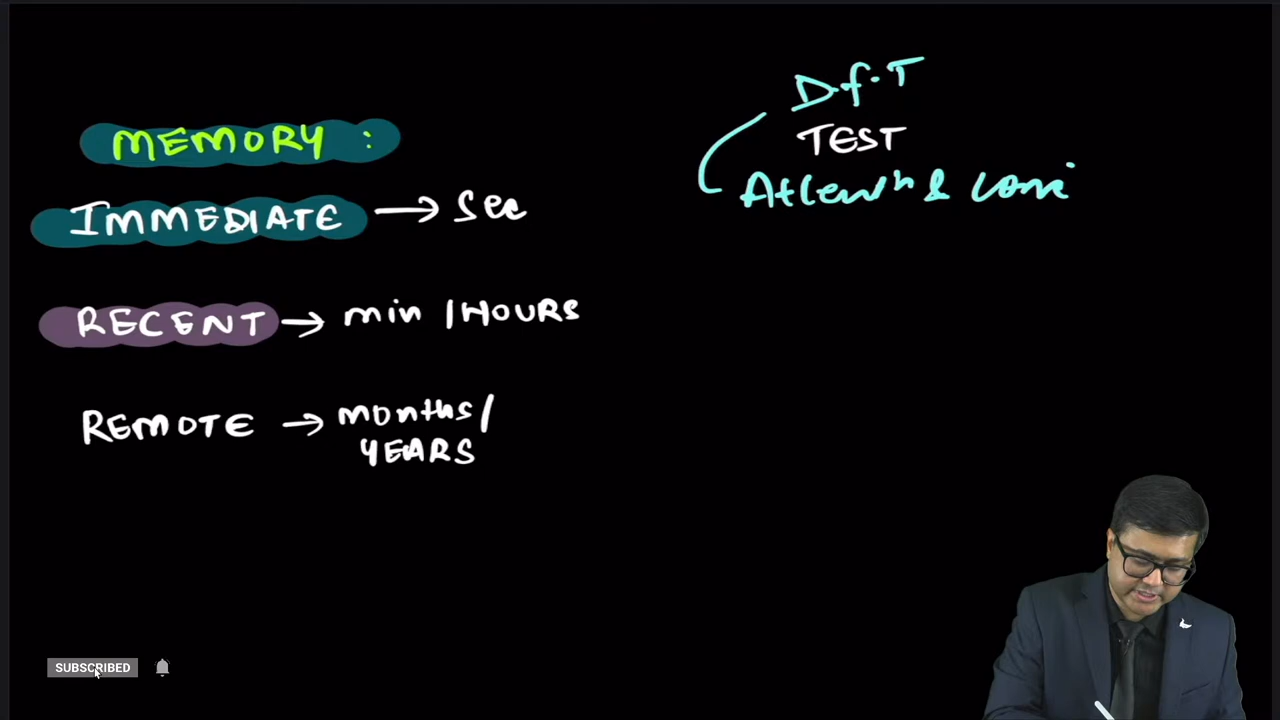 MEMORY :
IMMEDIATE → Sec
RECENT → min / HOURS
REMOTE → months/
YEARS
D.f.T
TEST
&
SUBSCRIBED